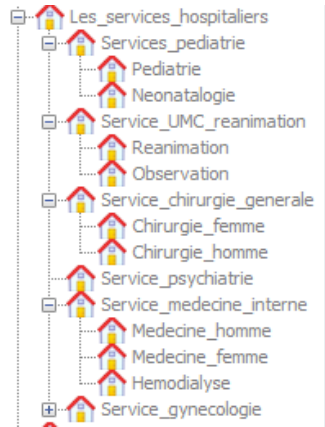 Les_services_hospitaliers
Services_pediatrie
Pediatrie
Neonatalogie
Service_UMC_reanimation
Reanimation
Observation
Service_chirurgie_generale
Chirurgie_femme
Chirurgie_homme
Service_psychiatrie
Service_medecine_interne
Medecine_homme
Medecine_femme
Hemodialyse
Service_gynecologie